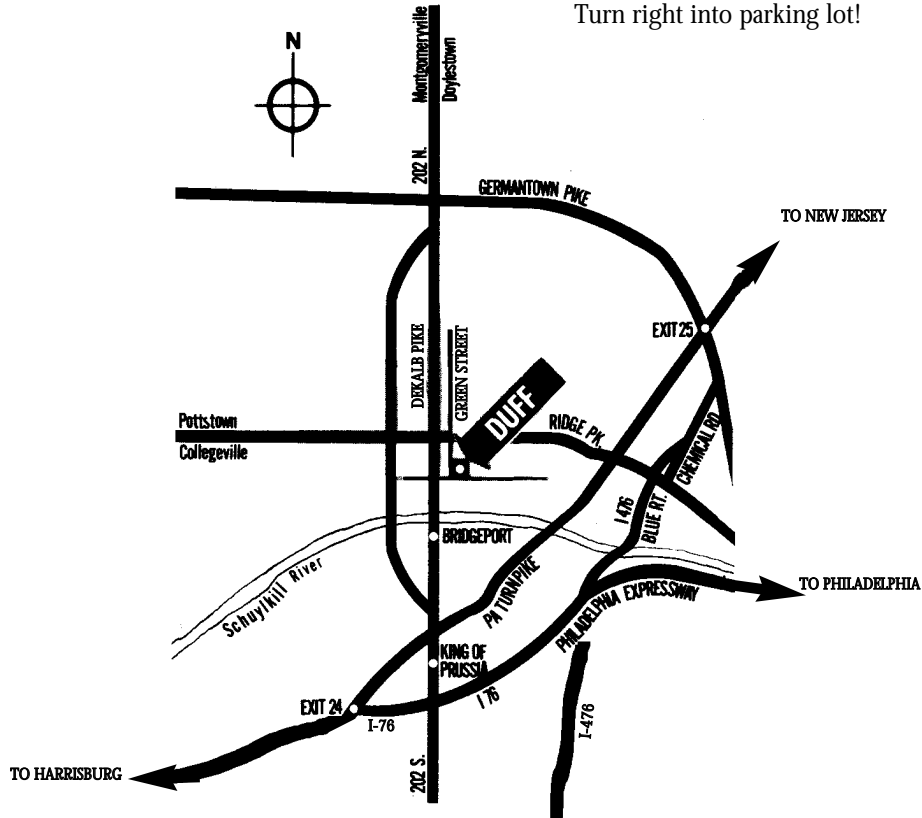 Turn right into parking lot!
N
Montgomeryville
Doylestown
202 N.
GERMANTOWN PIKE
TO NEW JERSEY
EXIT 25
DEKALB PIKE
GREEN STREET
DUFF
Pottstown
Collegeville
RIDGE PK.
CHEMICAL RD.
I 476
BLUE RT.
BRIDGEPORT
Schuylkill River
PA TURNPIKE
PHILADELPHIA EXPRESSWAY
TO PHILADELPHIA
KING OF
PRUSSIA
I 76
EXIT 24
I-76
I-476
TO HARRISBURG
202 S.